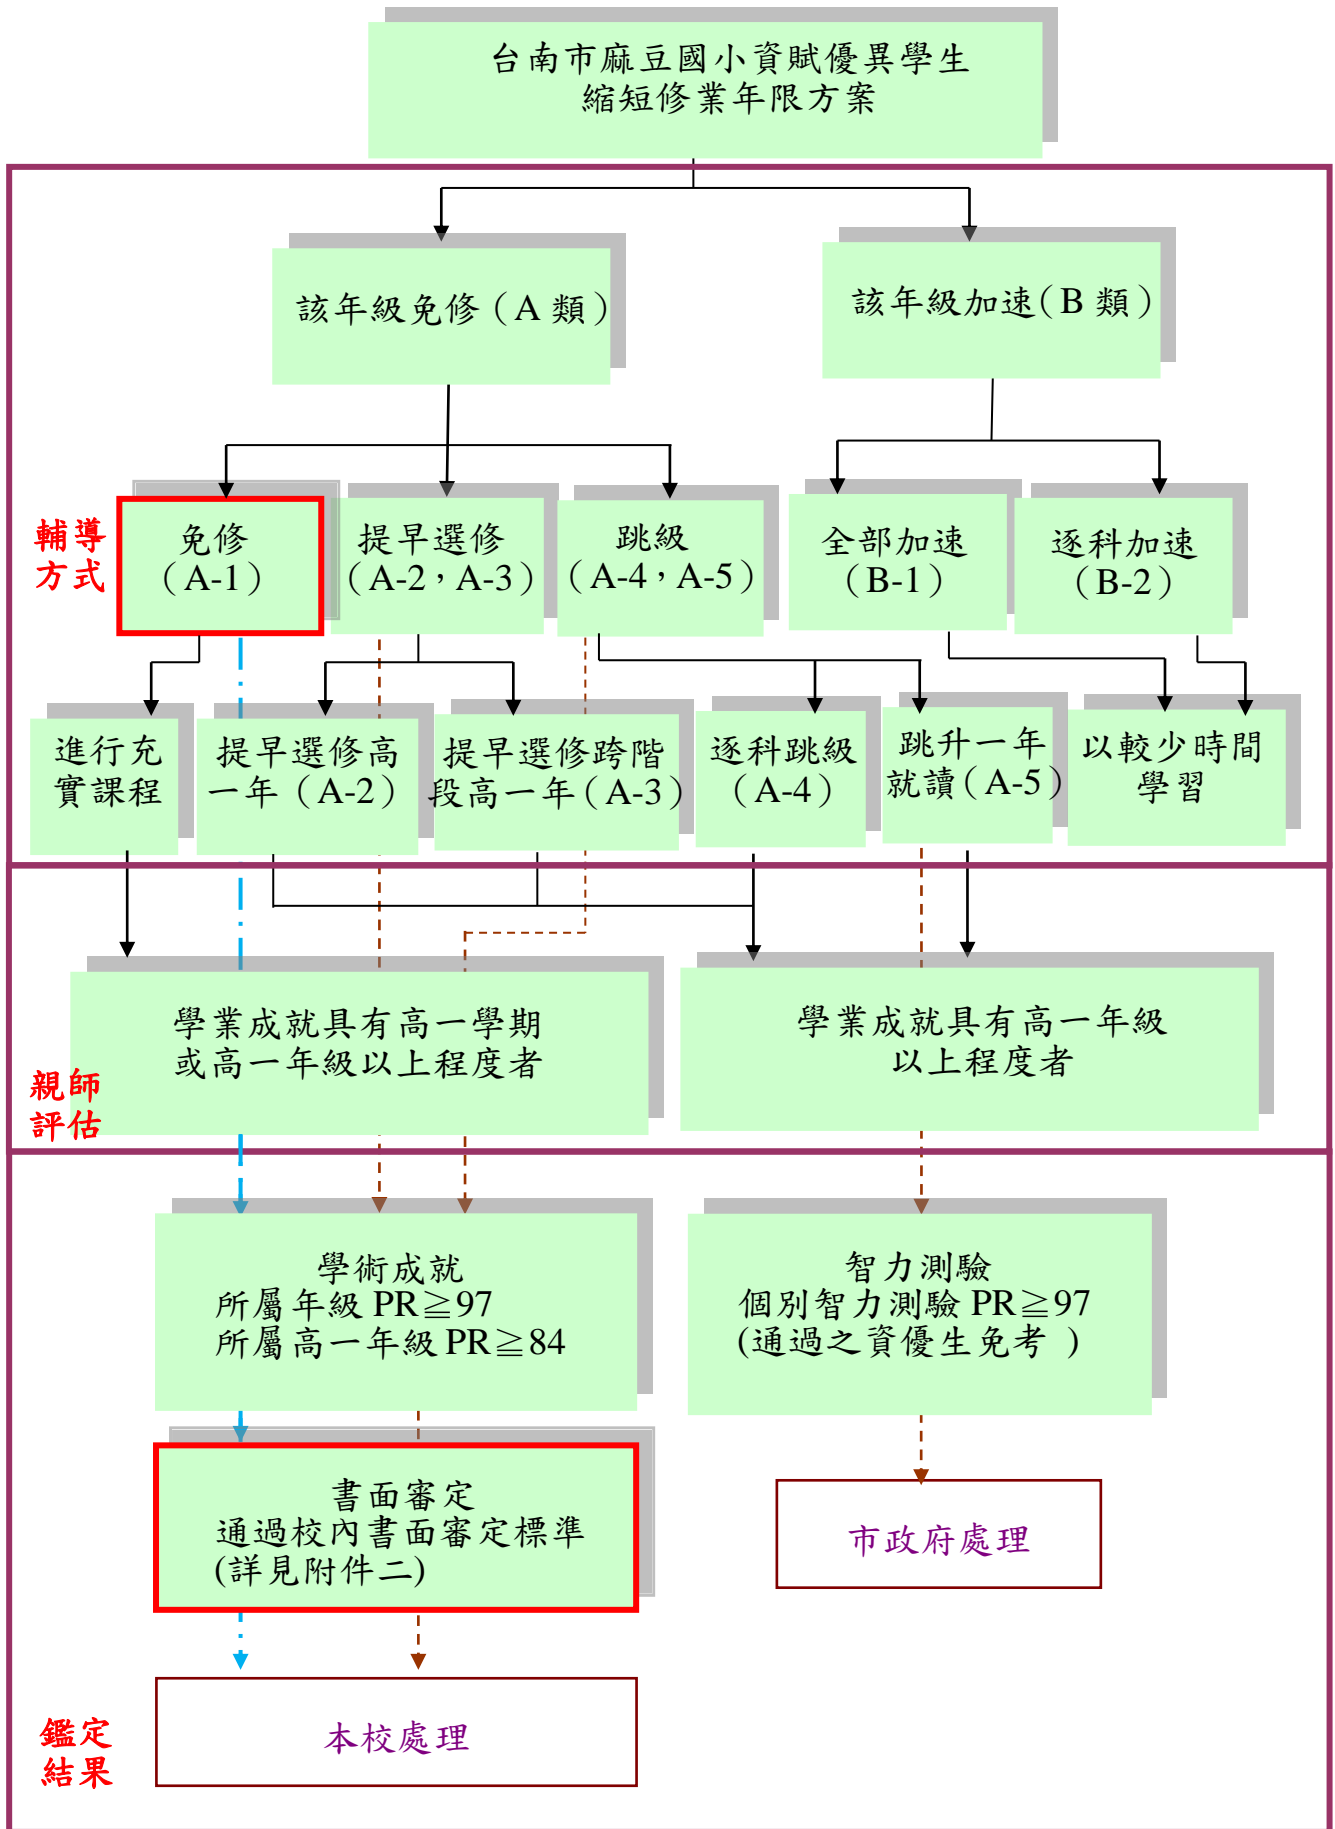 台南市麻豆國小資賦優異學生
縮短修業年限方案
該年級免修（A 類）
該年級加速（B 類）
輔導
方式
免修
（A-1）
提早選修
（A-2，A-3）
跳級
（A-4，A-5）
全部加速
（B-1）
逐科加速
（B-2）
進行充
實課程
提早選修高
一年（A-2）
提早選修跨階
段高一年（A-3）
逐科跳級
（A-4）
跳升一年
就讀（A-5）
以較少時間
學習
親師
評估
學業成就具有高一學期
或高一年級以上程度者
學業成就具有高一年級
以上程度者
學術成就
所屬年級 PR≧97
所屬高一年級 PR≧84
智力測驗
個別智力測驗 PR≧97
(通過之資優生免考 )
書面審定
通過校內書面審定標準
(詳見附件二)
市政府處理
鑑定
結果
本校處理